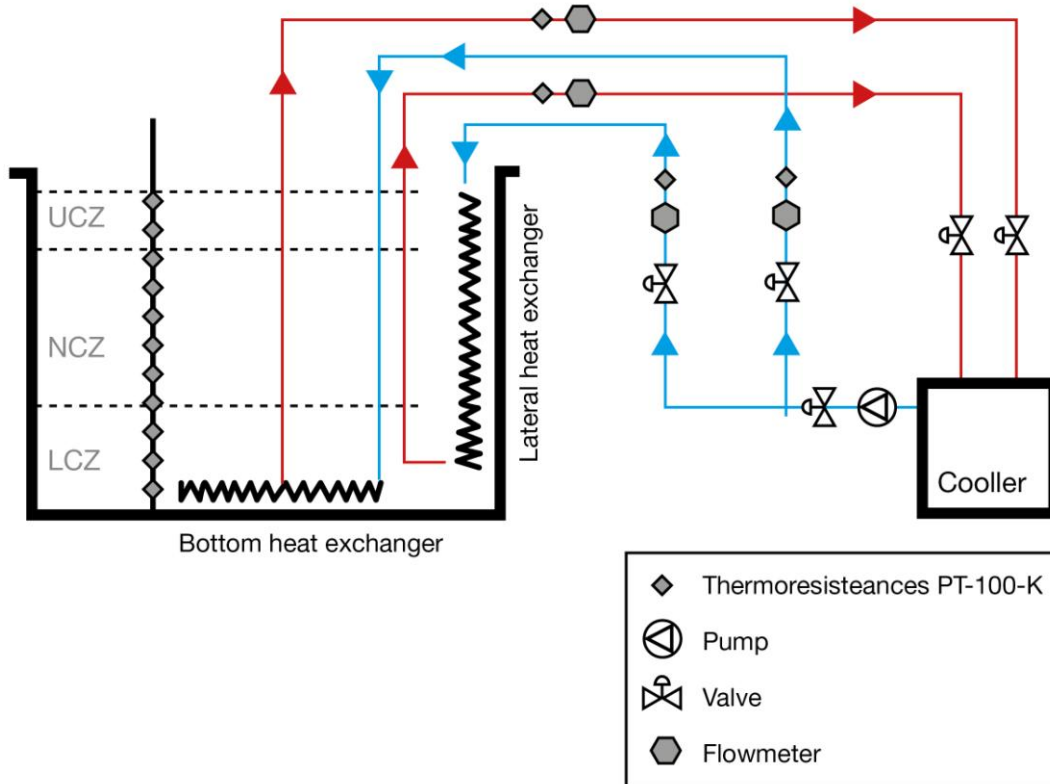 UCZ
NCZ
LCZ
Lateral heat exchanger
Bottom heat exchanger
Cooller
Thermoresisteances PT-100-K
Pump
Valve
Flowmeter